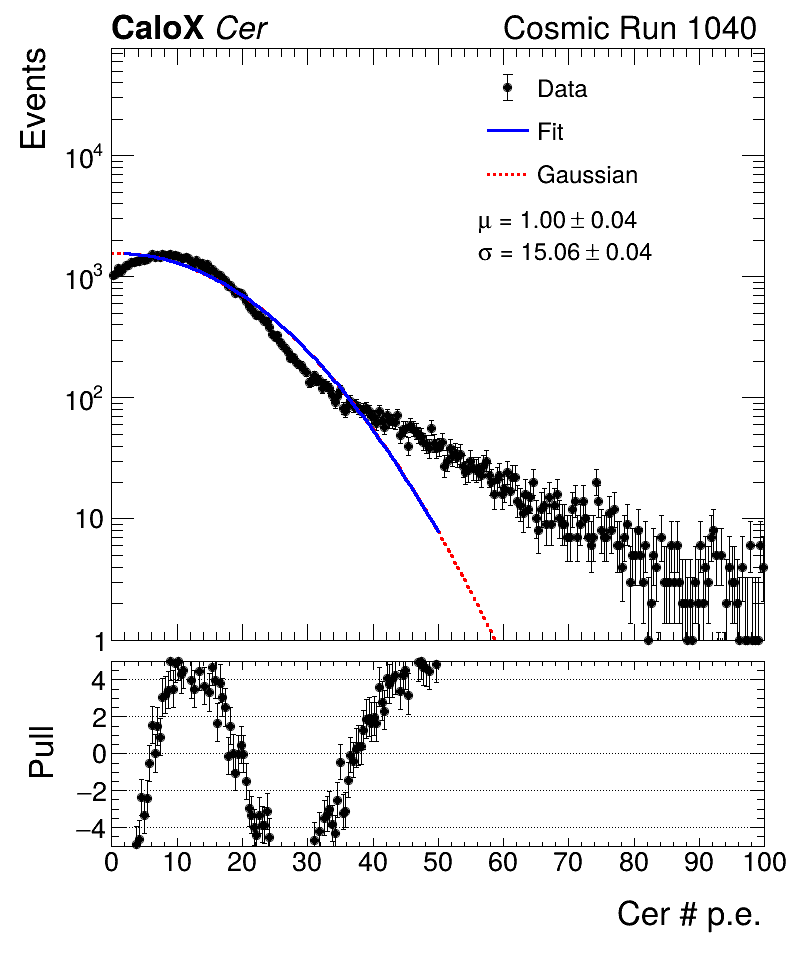 CaloX Cer
Cosmic Run 1040
Events
10⁴
10³
10²
10
1
Data
Fit
Gaussian
μ = 1.00 ± 0.04
σ = 15.06 ± 0.04
Pull
4
2
0
−2
−4
0 10 20 30 40 50 60 70 80 90 100
Cer # p.e.